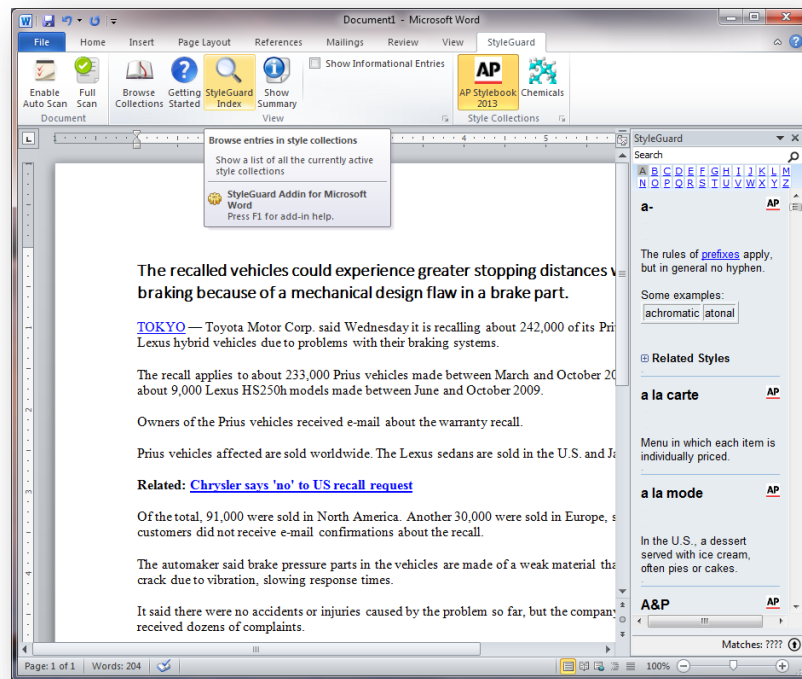 Document1 - Microsoft Word
File Home Insert Page Layout References Mailings Review View StyleGuard
Enable Auto Scan
Full Scan
Document
Browse Collections
Getting Started
StyleGuard Index
Show Summary
Show Informational Entries
View
AP
AP Stylebook 2013
Chemicals
Style Collections
Browse entries in style collections
Show a list of all the currently active
style collections
StyleGuard Addin for Microsoft
Word
Press F1 for add-in help.
The recalled vehicles could experience greater stopping distances
braking because of a mechanical design flaw in a brake part.
TOKYO — Toyota Motor Corp. said Wednesday it is recalling about 242,000 of its
Lexus hybrid vehicles due to problems with their braking systems.
The recall applies to about 233,000 Prius vehicles made between March and October
about 9,000 Lexus HS250h models made between June and October 2009.
Owners of the Prius vehicles received e-mail about the warranty recall.
Prius vehicles affected are sold worldwide. The Lexus sedans are sold in the U.S. and
Related: Chrysler says 'no' to US recall request
Of the total, 91,000 were sold in North America. Another 30,000 were sold in Europe,
customers did not receive e-mail confirmations about the recall.
The automaker said brake pressure parts in the vehicles are made of a weak material
crack due to vibration, slowing response times.
It said there were no accidents or injuries caused by the problem so far, but the company
received dozens of complaints.
StyleGuard
Search
A B C D E F G H I J K L M
N O P Q R S T U V W X Y Z
a- AP
The rules of prefixes apply,
but in general no hyphen.
Some examples:
achromatic atonal
Related Styles
a la carte AP
Menu in which each item is
individually priced.
a la mode AP
In the U.S., a dessert
served with ice cream,
often pies or cakes.
A&P AP
Matches: ????
Page: 1 of 1 Words: 204 100%